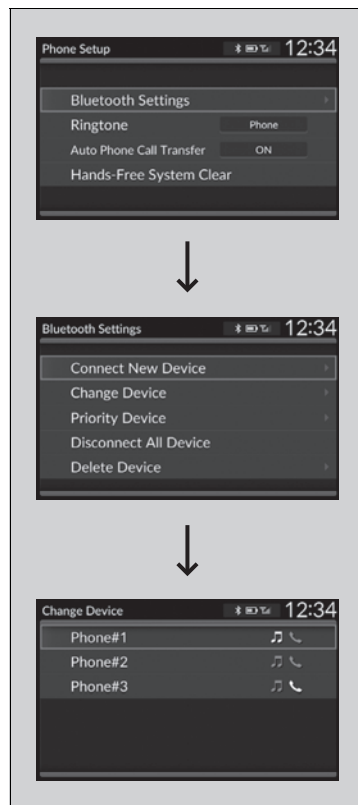 Phone Setup 12:34
Bluetooth Settings
Ringtone Phone
Auto Phone Call Transfer ON
Hands-Free System Clear
Bluetooth Settings 12:34
Connect New Device
Change Device
Priority Device
Disconnect All Device
Delete Device
Change Device 12:34
Phone#1
Phone#2
Phone#3